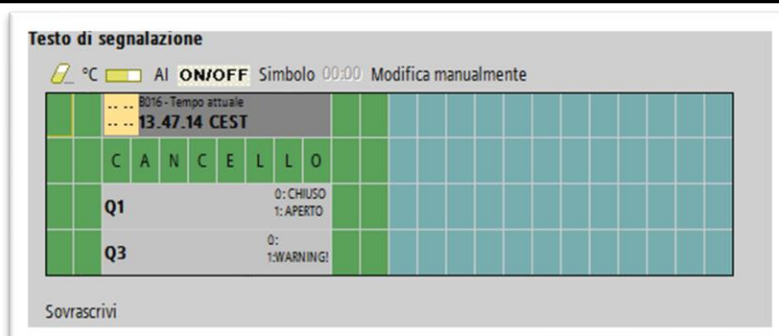 Testo di segnalazione
°C AI ON/OFF Simbolo 00:00 Modifica manualmente
-- -- B016 - Tempo attuale
-- -- 13.47.14 CEST
CANCELLO
Q1 0: CHIUSO
1: APERTO
Q3 0:
1:WARNING!
Sovrascrivi